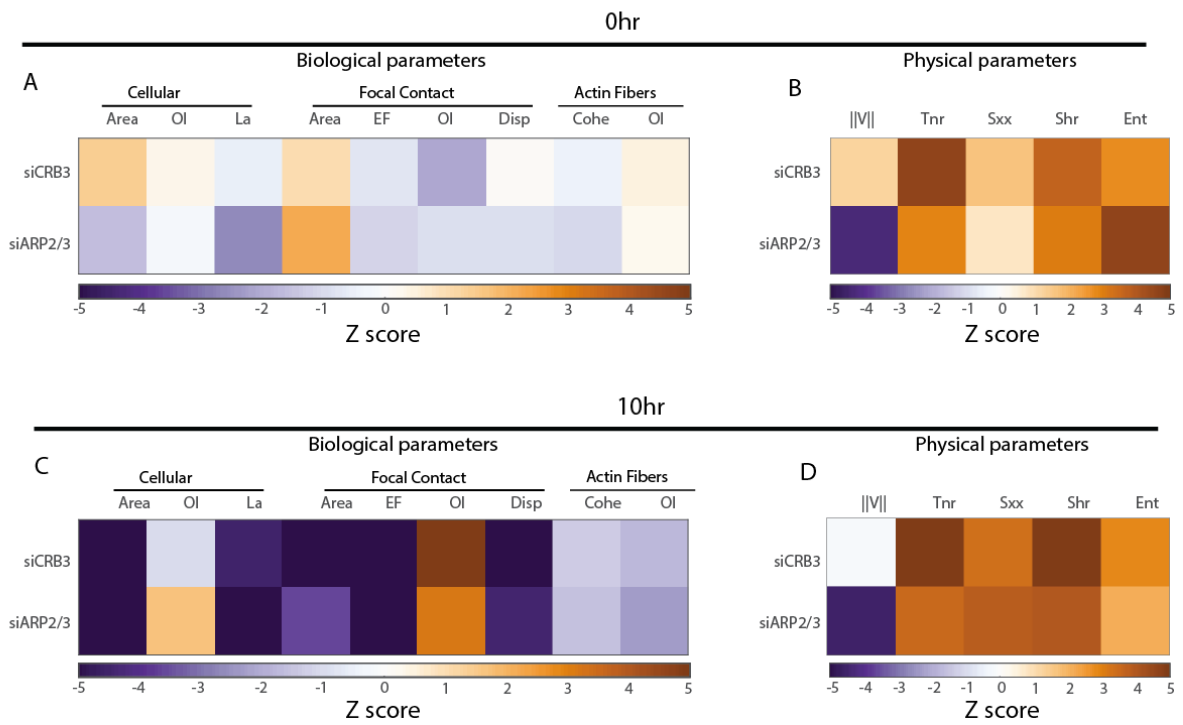 0hr
Biological parameters
Physical parameters
A
Cellular
Focal Contact
Actin Fibers
B
Area OI La Area EF OI Disp Cohe OI
||V|| Tnr Sxx Shr Ent
siCRB3
siCRB3
siARP2/3
siARP2/3
-5 -4 -3 -2 -1 0 1 2 3 4 5
-5 -4 -3 -2 -1 0 1 2 3 4 5
Z score
Z score
10hr
Biological parameters
Physical parameters
C
Cellular
Focal Contact
Actin Fibers
D
Area OI La Area EF OI Disp Cohe OI
||V|| Tnr Sxx Shr Ent
siCRB3
siCRB3
siARP2/3
siARP2/3
-5 -4 -3 -2 -1 0 1 2 3 4 5
-5 -4 -3 -2 -1 0 1 2 3 4 5
Z score
Z score